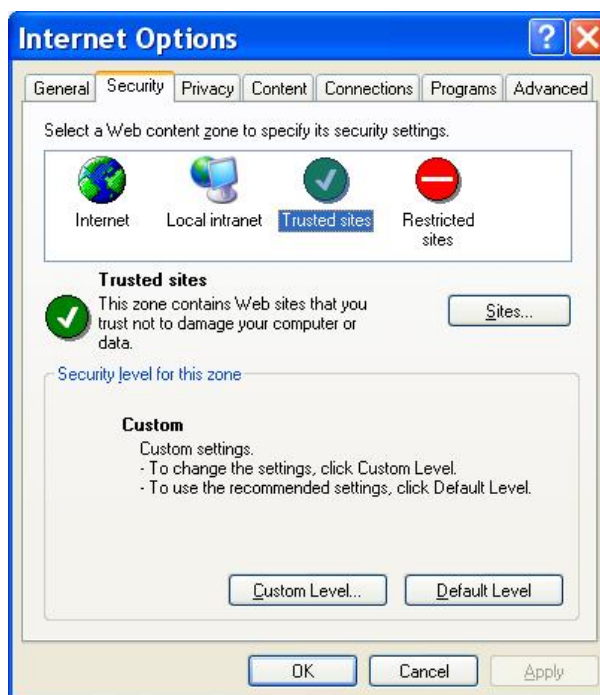 Internet Options
?
General Security Privacy Content Connections Programs Advanced
Select a Web content zone to specify its security settings.
Internet Local intranet Trusted sites Restricted
sites
Trusted sites
This zone contains Web sites that you
trust not to damage your computer or
data.
Sites...
Security level for this zone
Custom
Custom settings.
- To change the settings, click Custom Level.
- To use the recommended settings, click Default Level.
Custom Level... Default Level
OK Cancel Apply